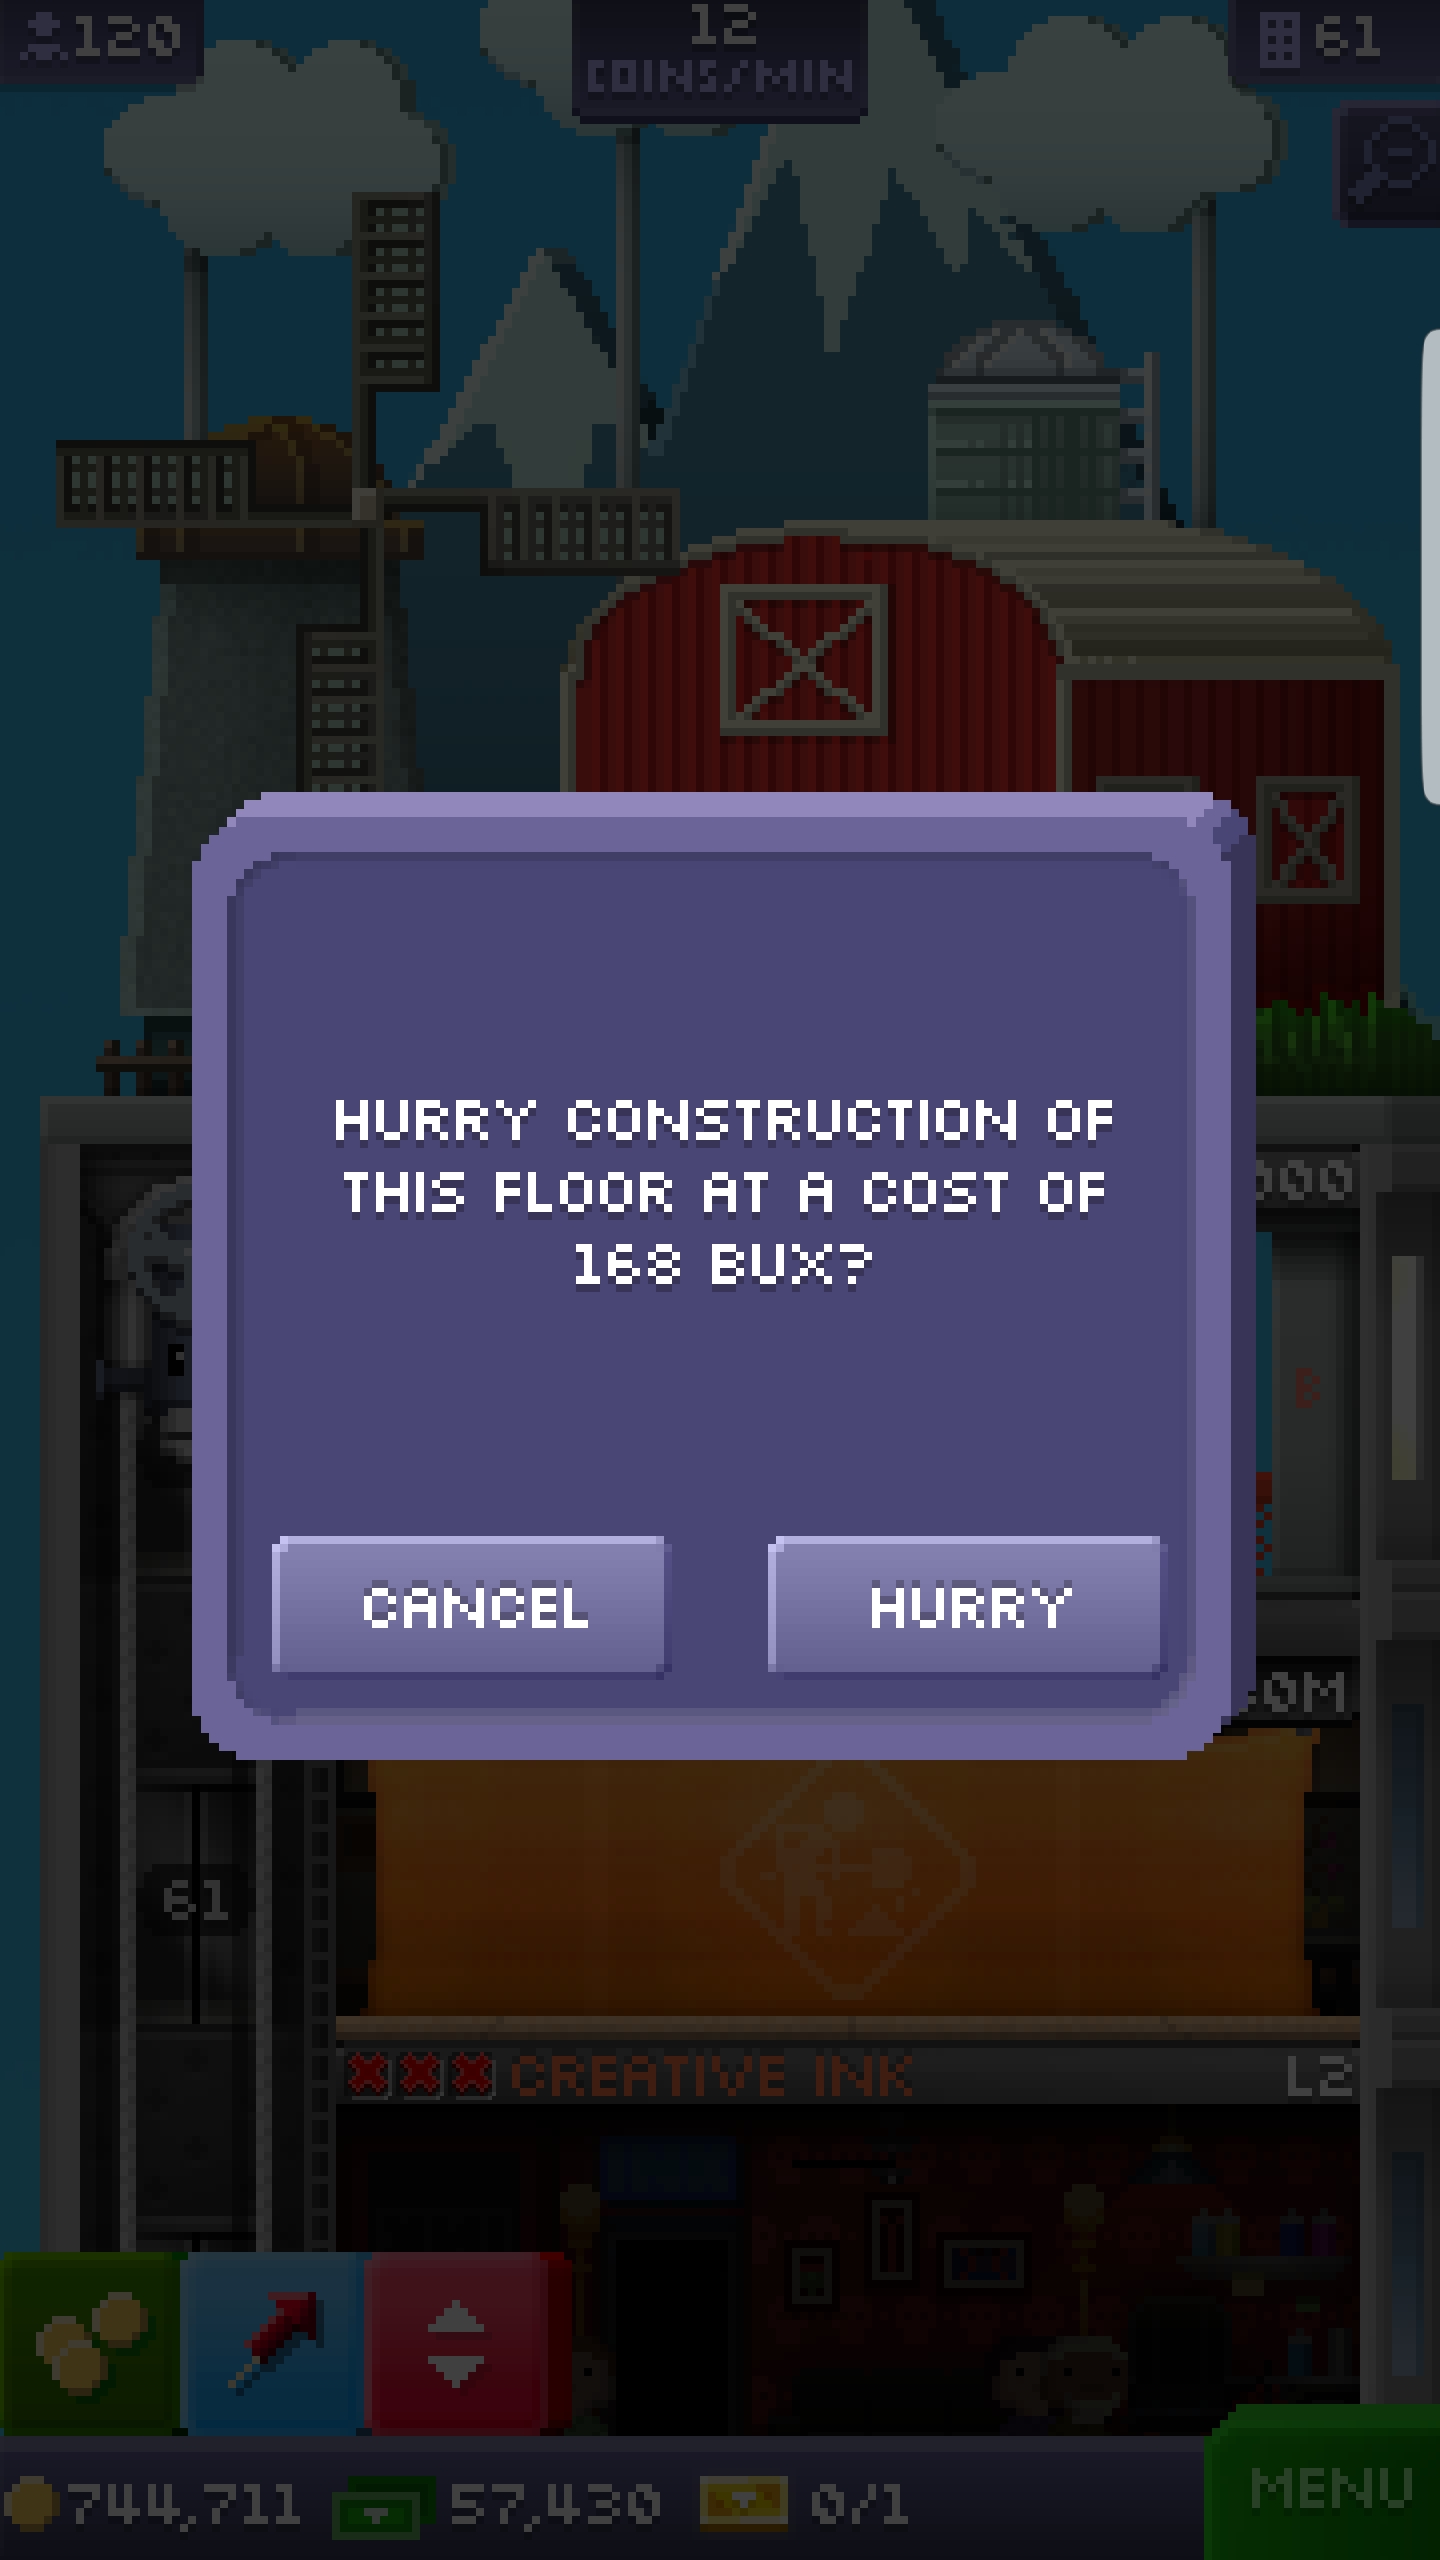 120
12
COINS/MIN
61
HURRY CONSTRUCTION OF
THIS FLOOR AT A COST OF
168 BUX?
CANCEL
HURRY
B
61
CREATIVE INK
L2
744,711
57,430
0/1
MENU